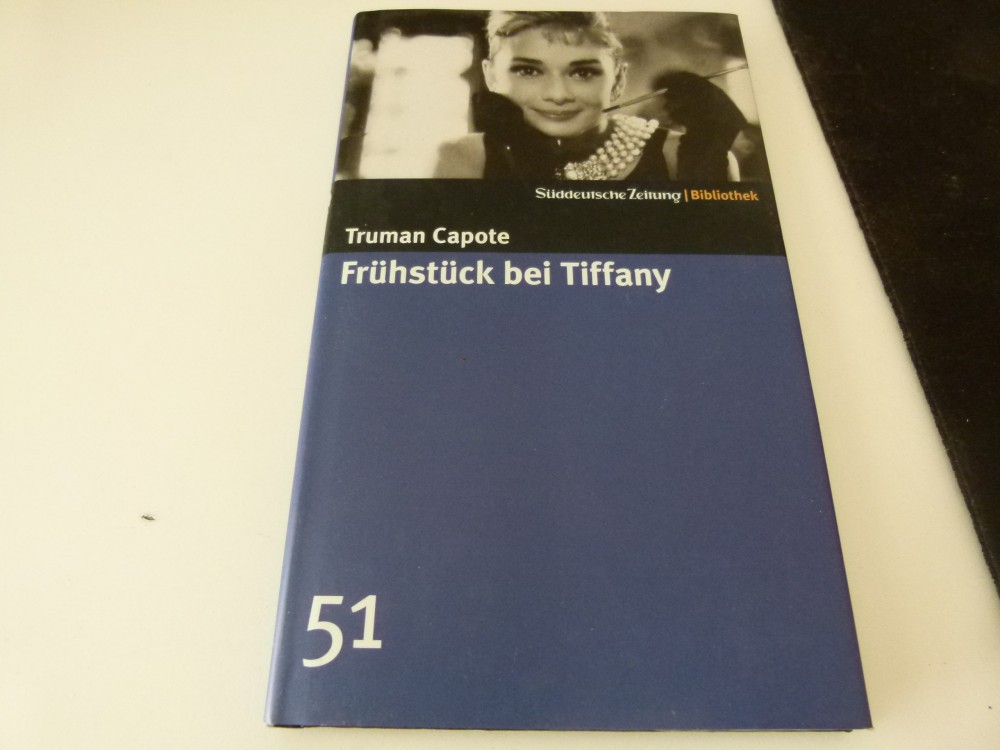 Süddeutsche Zeitung | Bibliothek
Truman Capote
Frühstück bei Tiffany
51